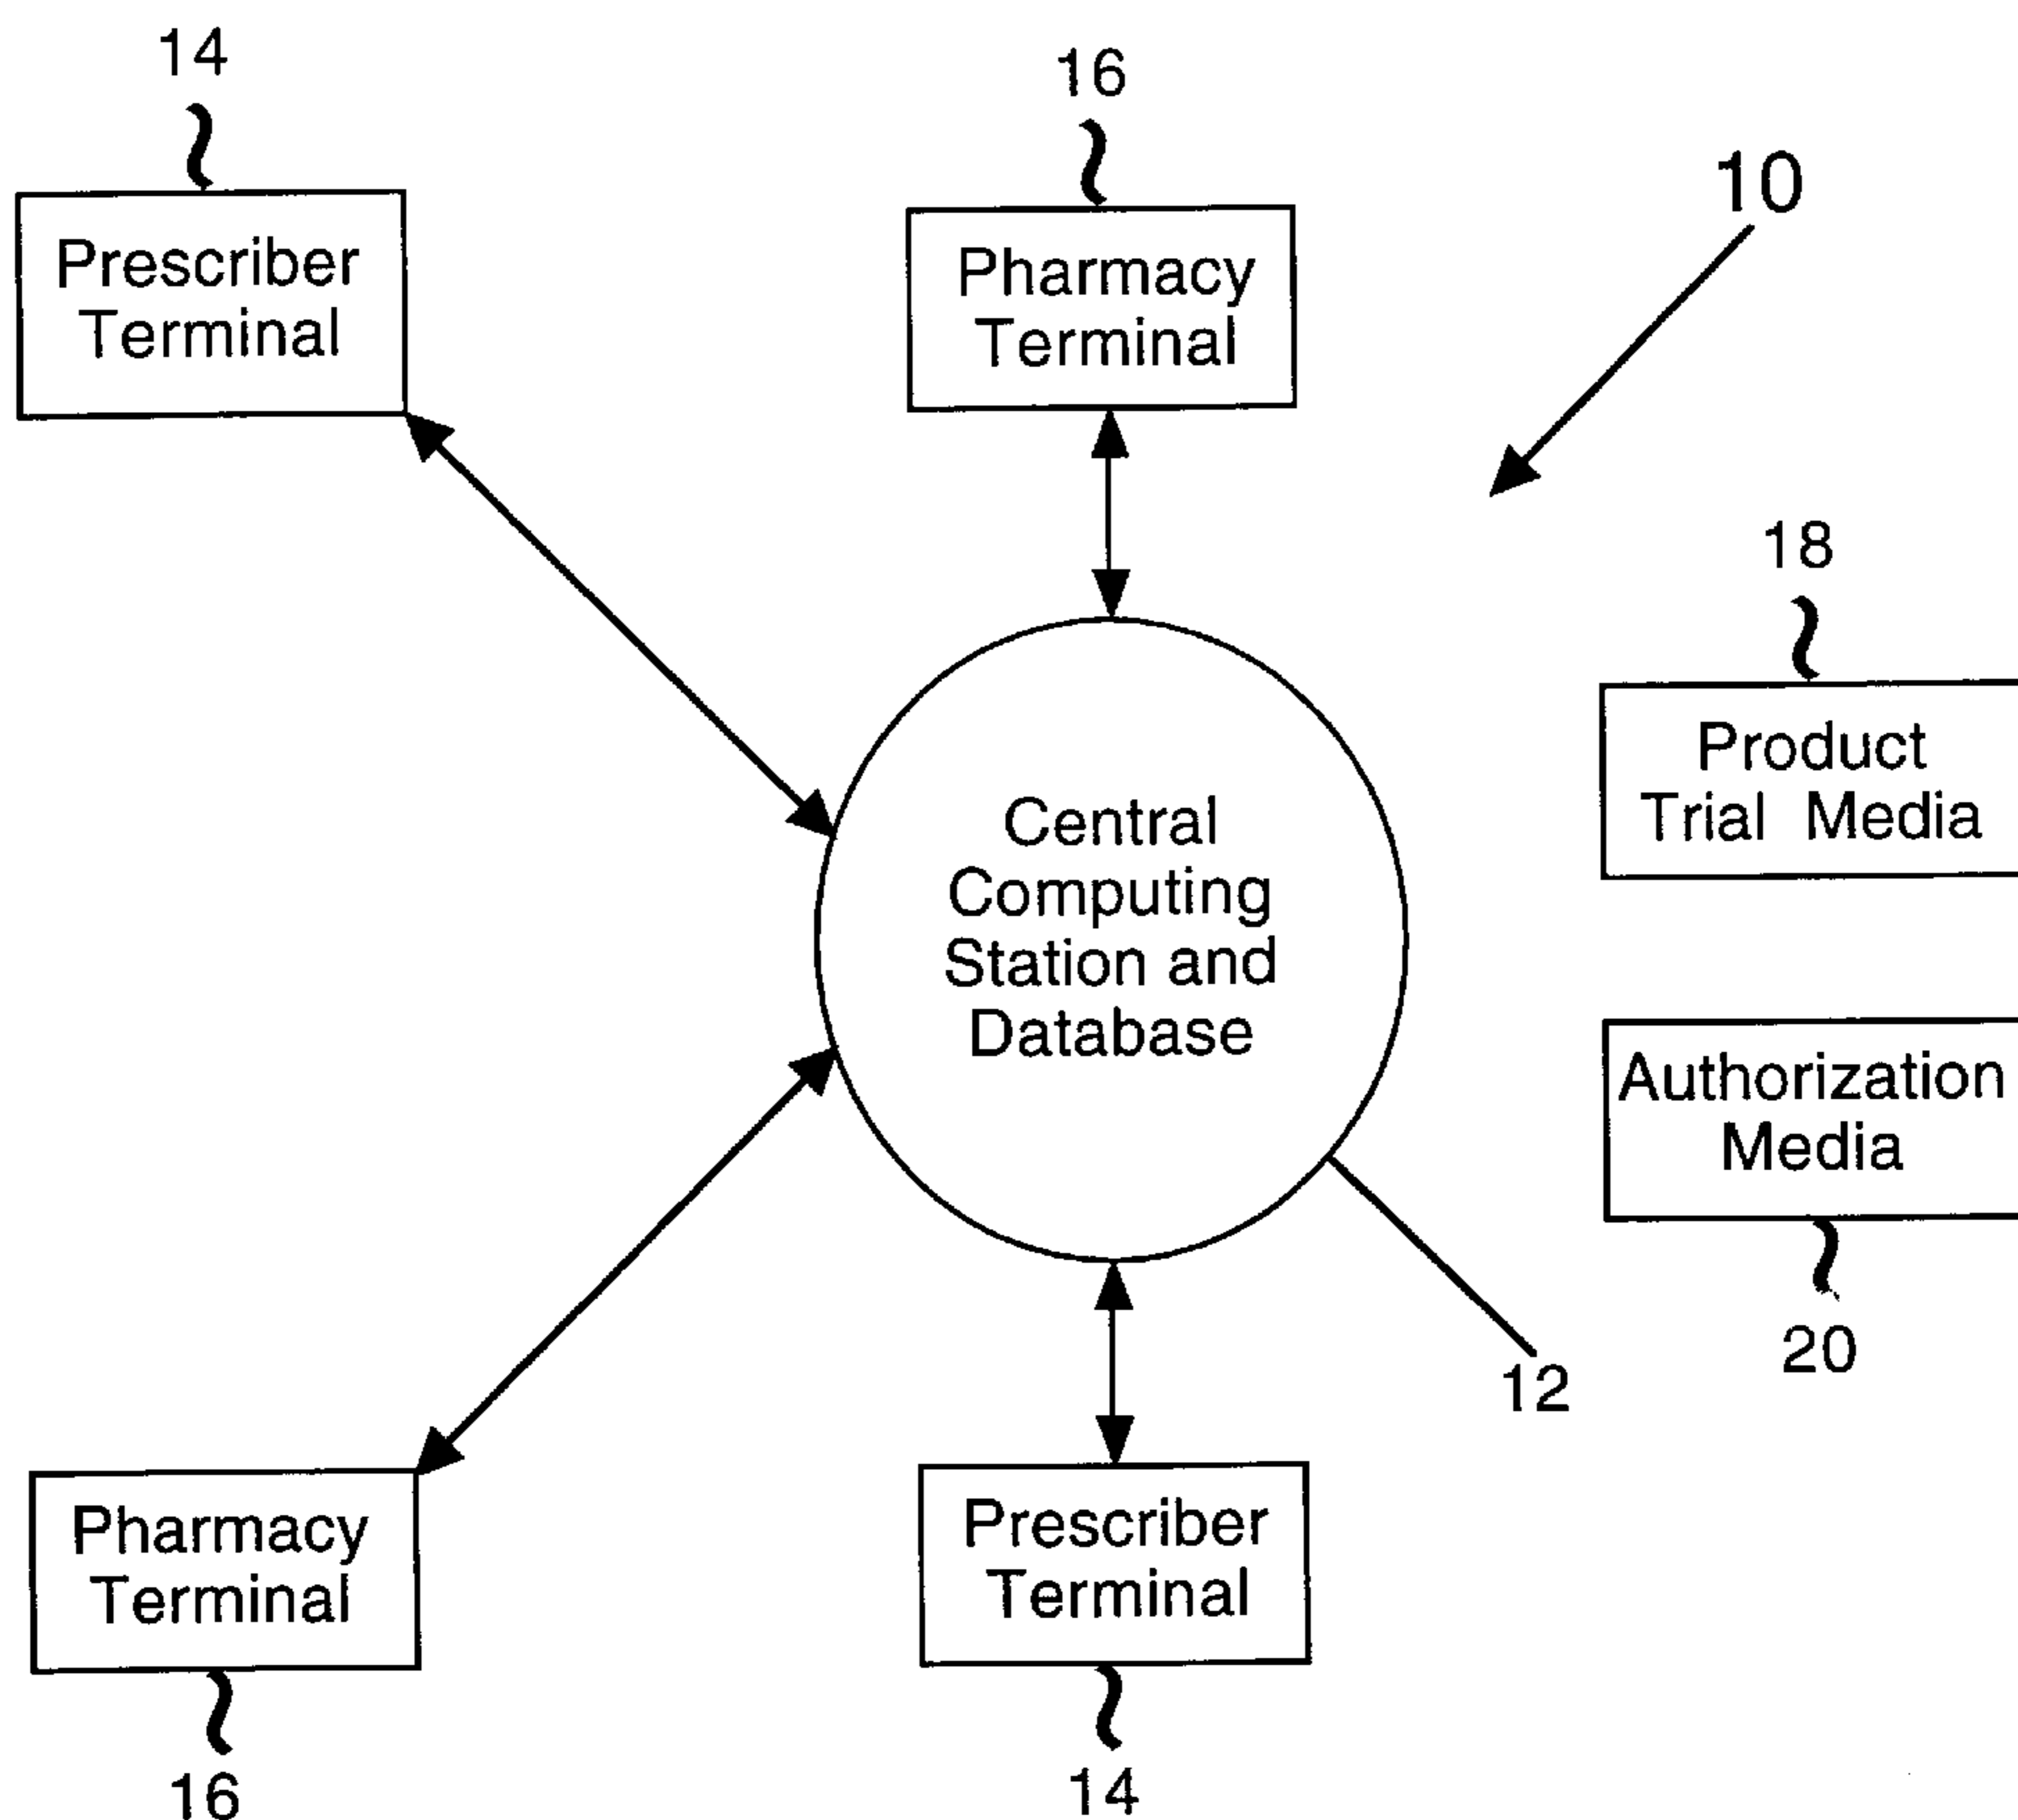 14
Prescriber
Terminal
16
Pharmacy
Terminal
10
18
Product
Trial Media
Central
Computing
Station and
Database
Authorization
Media
20
12
Pharmacy
Terminal
16
Prescriber
Terminal
14